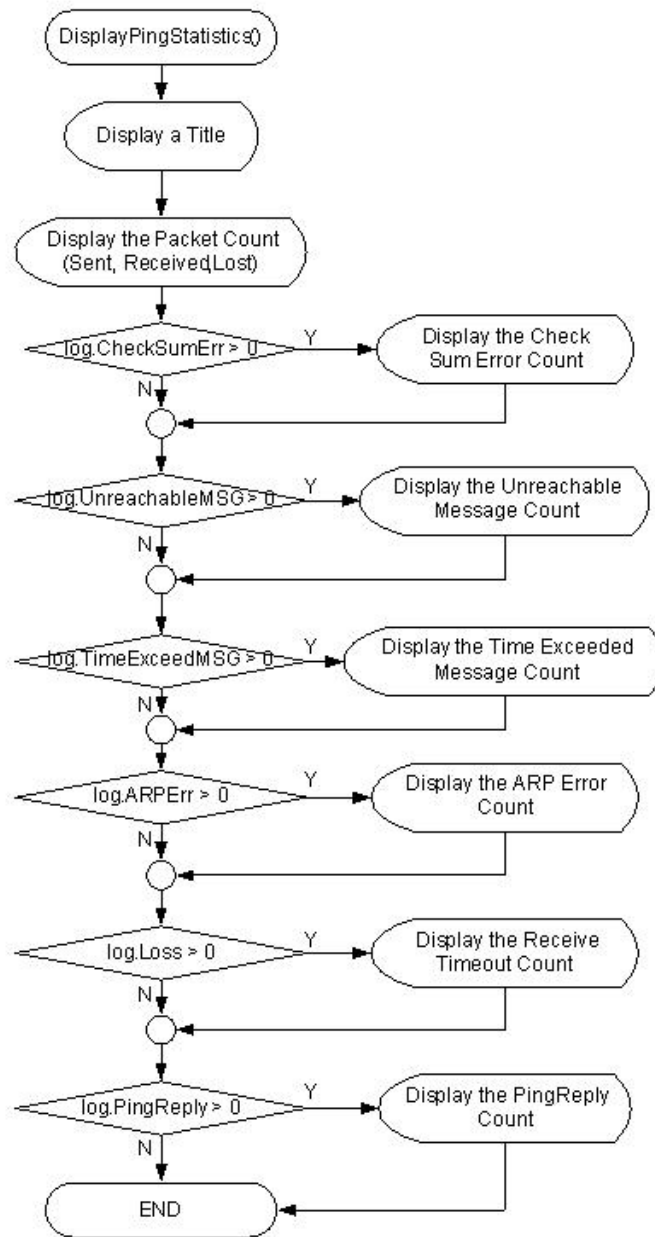 DisplayPingStatistics()
Display a Title
Display the Packet Count
(Sent, Received,Lost)
log.CheckSumErr > 0
Y
Display the Check
Sum Error Count
N
log.UnreachableMSG > 0
Y
Display the Unreachable
Message Count
N
log.TimeExceedMSG > 0
Y
Display the Time Exceeded
Message Count
N
log.ARPErr > 0
Y
Display the ARP Error
Count
N
log.Loss > 0
Y
Display the Receive
Timeout Count
N
log.PingReply > 0
Y
Display the PingReply
Count
N
END